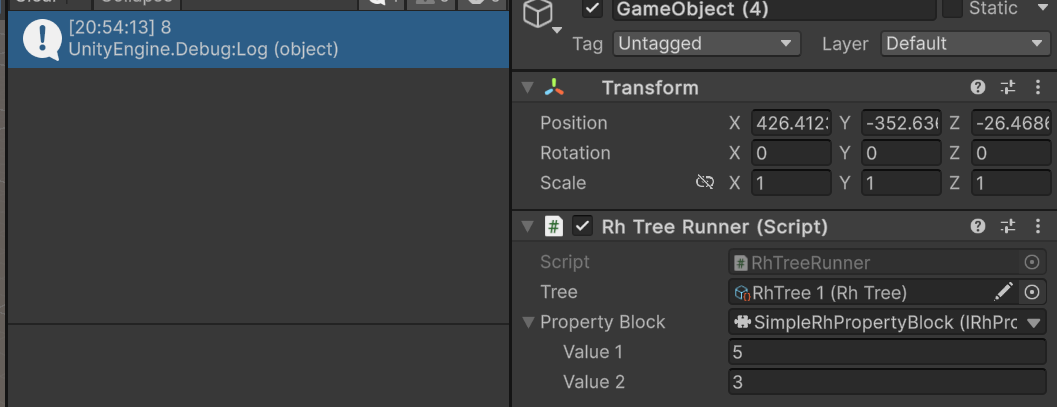 Collapse
[20:54:13] 8
UnityEngine.Debug:Log (object)
GameObject (4)
Static
Tag Untagged Layer Default
Transform
Position X 426.412 Y -352.63 Z -26.468
Rotation X 0 Y 0 Z 0
Scale X 1 Y 1 Z 1
# Rh Tree Runner (Script)
Script # RhTreeRunner
Tree RhTree 1 (Rh Tree)
Property Block SimpleRhPropertyBlock (IRhPrc
Value 1 5
Value 2 3